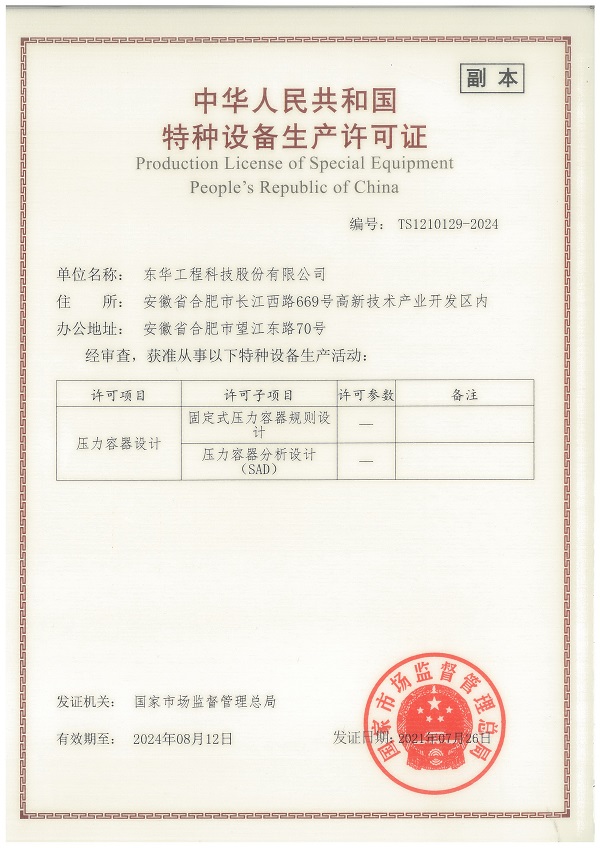 副 本
中华人民共和国
特种设备生产许可证
Production License of Special Equipment
People's Republic of China
编号： TS1210129-2024
单位名称： 东华工程科技股份有限公司
住 所： 安徽省合肥市长江西路669号高新技术产业开发区内
办公地址： 安徽省合肥市望江东路70号
经审查，获准从事以下特种设备生产活动：
许可项目 许可子项目 许可参数 备注
压力容器设计
固定式压力容器规则设
计
—
压力容器分析设计
（SAD）
—
国家市场监督管理总局
发证机关： 国家市场监督管理总局
有效期至： 2024年08月12日
发证日期：2021年07月26日